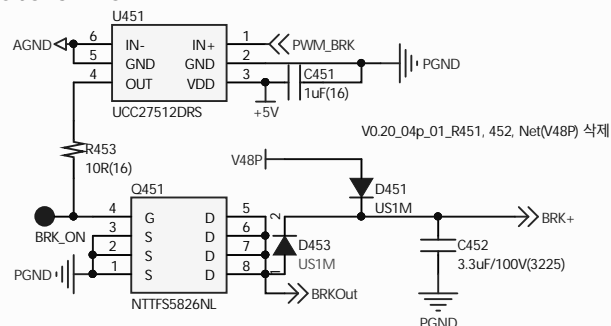 U451
AGND
6 IN- IN+ 1 PWM_BRK
5 GND GND 2
4 OUT VDD 3
C451
1uF(16)
PGND
UCC27512DRS
+5V
V0.20_04p_01_R451, 452, Net(V48P) 삭제
R453
10R(16)
V48P
D451
US1M
Q451
4 G D 5
3 S D 6
2 S D 7
1 S D 8
BRK_ON
PGND
NTTFS5826NL
2
D453
US1M
1
BRKOut
BRK+
C452
3.3uF/100V(3225)
PGND